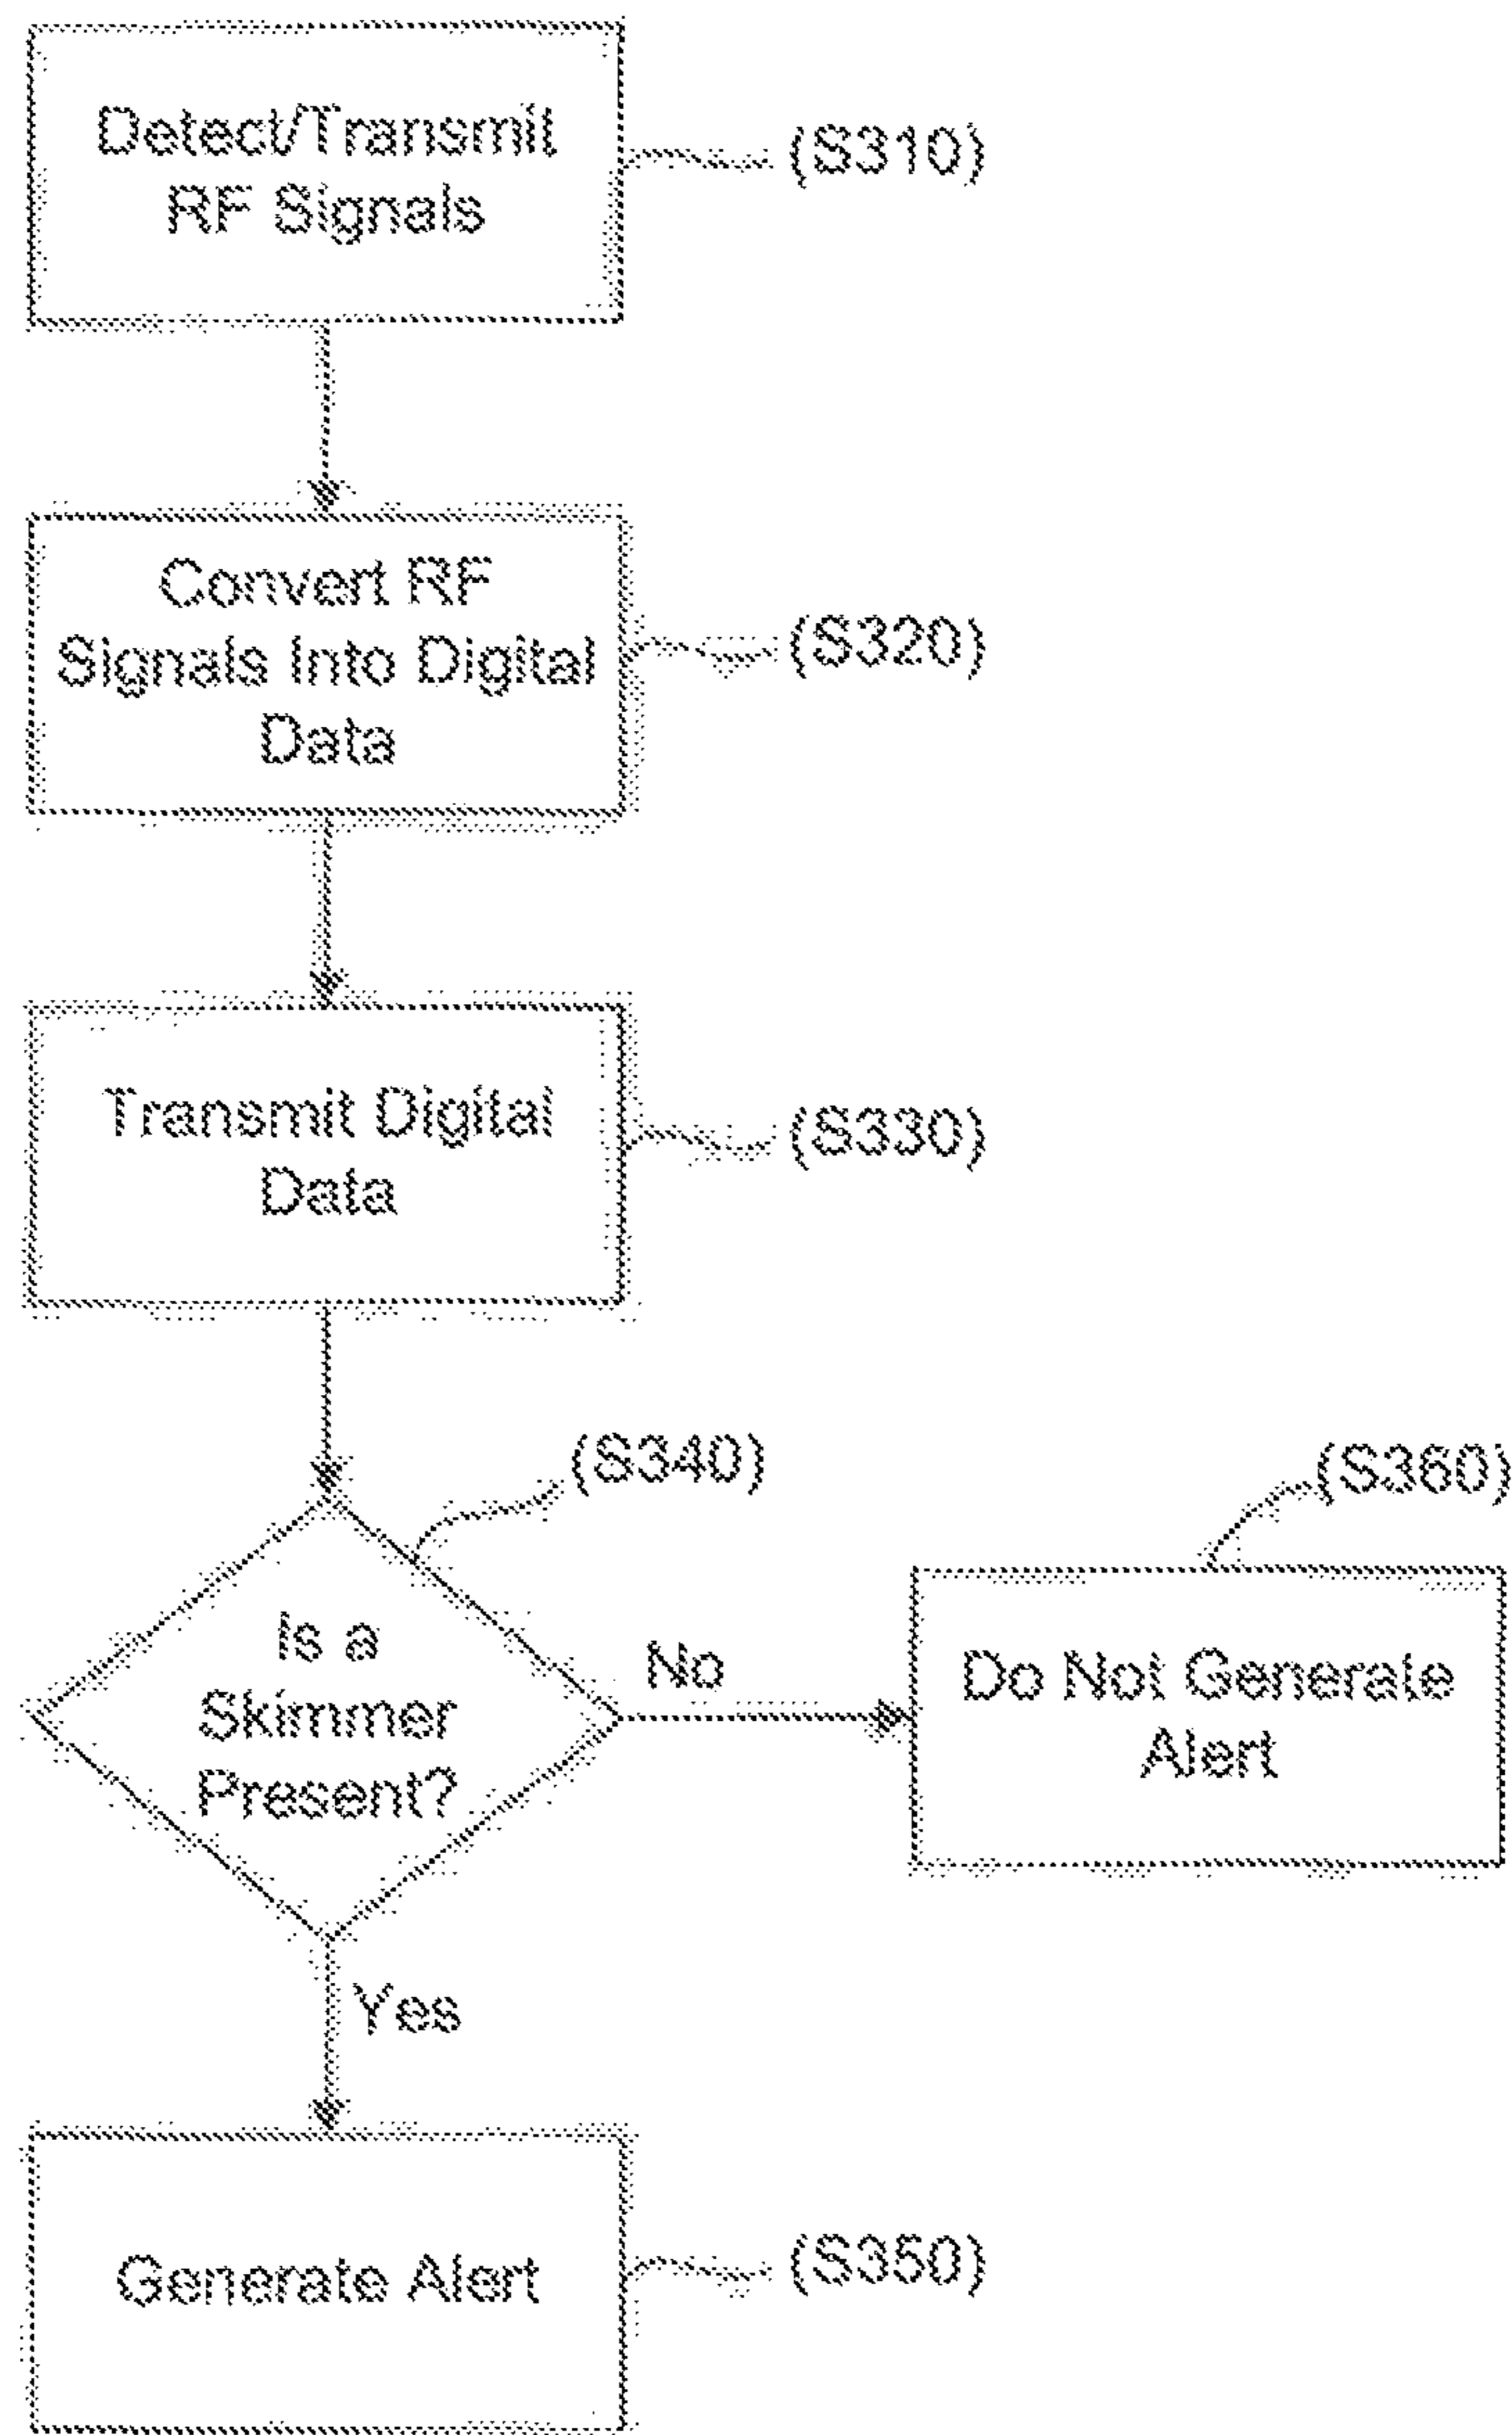 Detect/Transmit
RF Signals
(S310)
Convert RF
Signals Into Digital
Data
(S320)
Transmit Digital
Data
(S330)
(S340)
(S360)
Is a
Skimmer
Present?
No
Do Not Generate
Alert
Yes
Generate Alert
(S350)